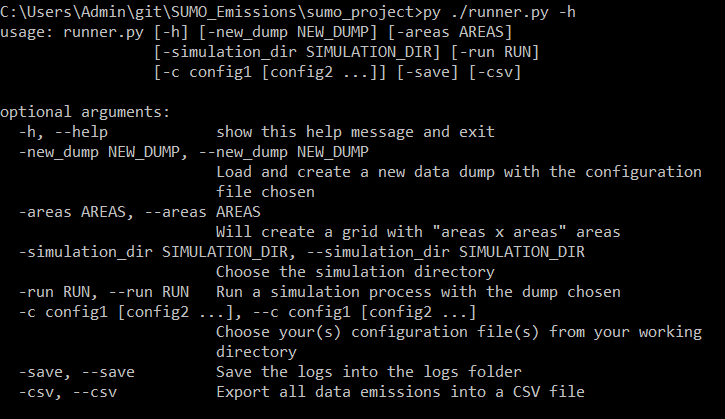 C:\Users\Admin\git\SUMO_Emissions\sumo_project>py ./runner.py -h
usage: runner.py [-h] [-new_dump NEW_DUMP] [-areas AREAS]
[-simulation_dir SIMULATION_DIR] [-run RUN]
[-c config1 [config2 ...]] [-save] [-csv]
optional arguments:
-h, --help show this help message and exit
-new_dump NEW_DUMP, --new_dump NEW_DUMP
Load and create a new data dump with the configuration
file chosen
-areas AREAS, --areas AREAS
Will create a grid with "areas x areas" areas
-simulation_dir SIMULATION_DIR, --simulation_dir SIMULATION_DIR
Choose the simulation directory
-run RUN, --run RUN Run a simulation process with the dump chosen
-c config1 [config2 ...], --c config1 [config2 ...]
Choose your(s) configuration file(s) from your working
directory
-save, --save Save the logs into the logs folder
-csv, --csv Export all data emissions into a CSV file